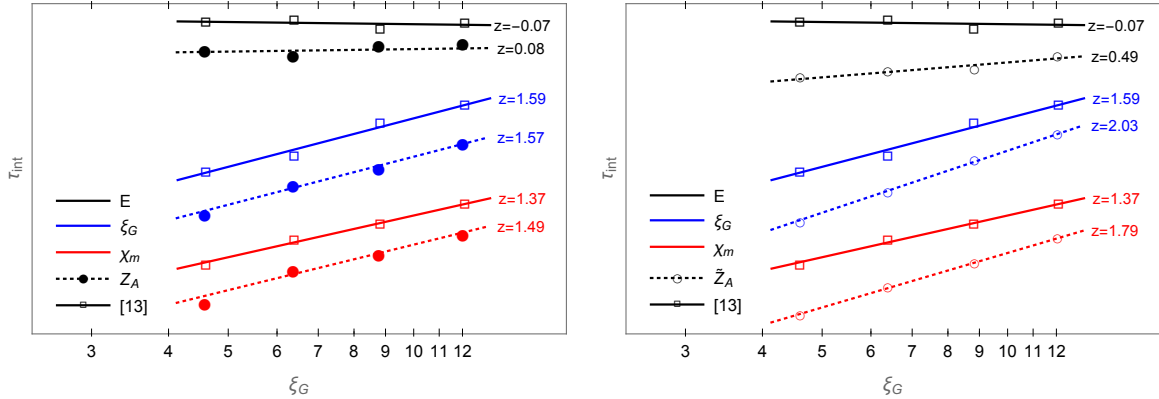 z=-0.07
z=0.08
z=1.59
z=1.57
z=1.37
z=1.49
τint
E
ξG
χm
ZA
[13]
3 4 5 6 7 8 9 10 11 12
ξG
z=-0.07
z=0.49
z=1.59
z=2.03
z=1.37
z=1.79
τint
E
ξG
χm
Z̃A
[13]
3 4 5 6 7 8 9 10 11 12
ξG